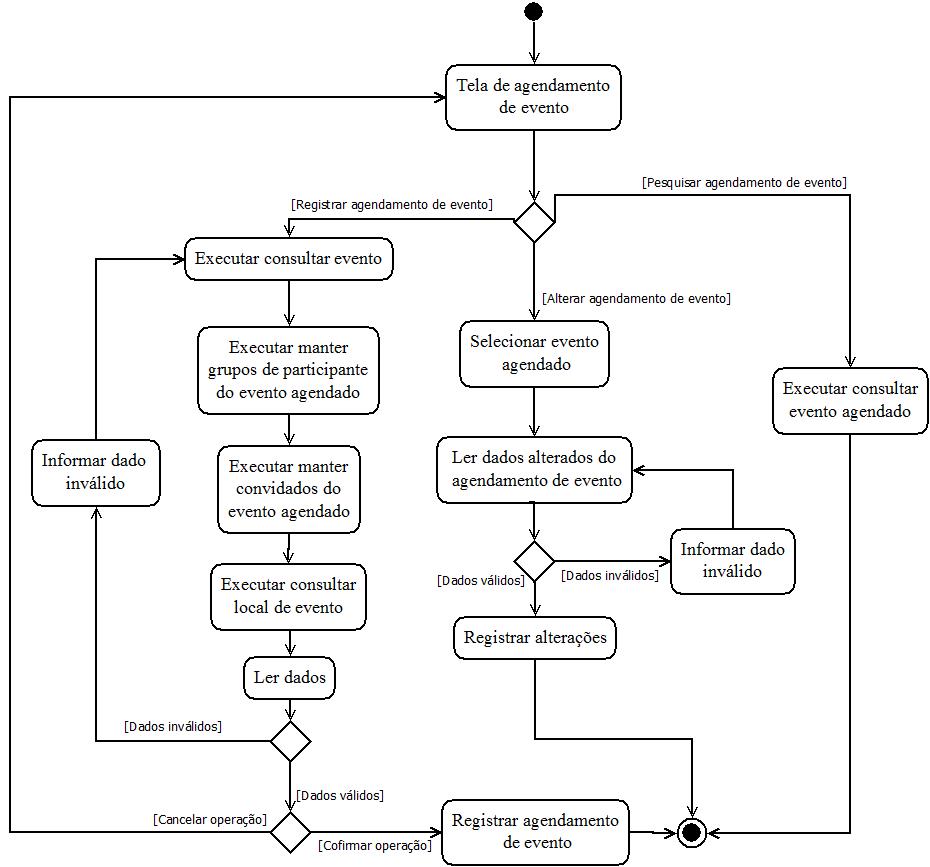 Tela de agendamento
de evento
[Pesquisar agendamento de evento]
[Registrar agendamento de evento]
Executar consultar evento
[Alterar agendamento de evento]
Executar manter
grupos de participante
do evento agendado
Selecionar evento
agendado
Executar consultar
evento agendado
Informar dado
inválido
Executar manter
convidados do
evento agendado
Ler dados alterados do
agendamento de evento
Informar dado
inválido
[Dados válidos]
[Dados inválidos]
Executar consultar
local de evento
Registrar alterações
Ler dados
[Dados inválidos]
[Dados válidos]
[Cancelar operação]
[Cofirmar operação]
Registrar agendamento
de evento